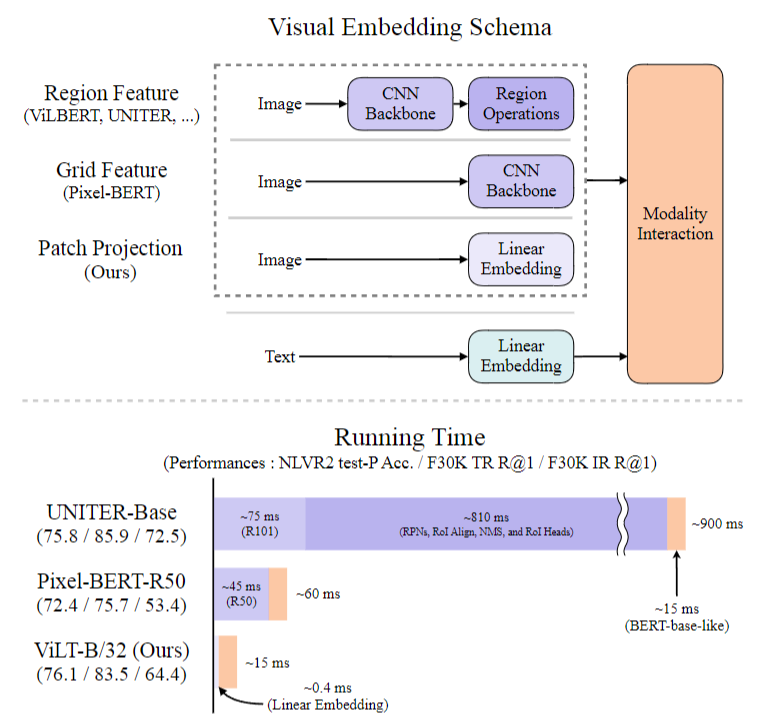 Visual Embedding Schema
Region Feature
(ViLBERT, UNITER, ...)
Image
CNN
Backbone
Region
Operations
Grid Feature
(Pixel-BERT)
Image
CNN
Backbone
Patch Projection
(Ours)
Image
Linear
Embedding
Modality
Interaction
Text
Linear
Embedding
Running Time
(Performances : NLVR2 test-P Acc. / F30K TR R@1 / F30K IR R@1)
UNITER-Base
(75.8 / 85.9 / 72.5)
~75 ms
(R101)
~810 ms
(RPNs, RoI Align, NMS, and RoI Heads)
~900 ms
~15 ms
(BERT-base-like)
Pixel-BERT-R50
(72.4 / 75.7 / 53.4)
~45 ms
(R50)
~60 ms
ViLT-B/32 (Ours)
(76.1 / 83.5 / 64.4)
~15 ms
~0.4 ms
(Linear Embedding)